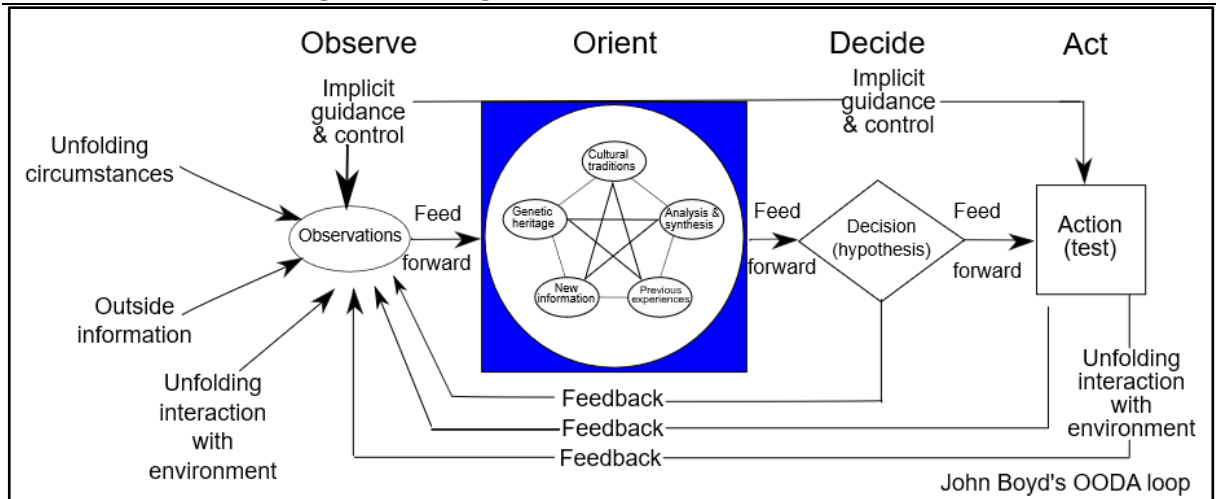 Observe
Orient
Decide
Act
Implicit
guidance
& control
Implicit
guidance
& control
Unfolding
circumstances
Observations
Outside
information
Unfolding
interaction
with
environment
Feed
forward
Cultural
traditions
Genetic
heritage
Analysis &
synthesis
New
information
Previous
experiences
Feed
forward
Decision
(hypothesis)
Feed
forward
Action
(test)
Unfolding
interaction
with
environment
Feedback
Feedback
Feedback
John Boyd's OODA loop